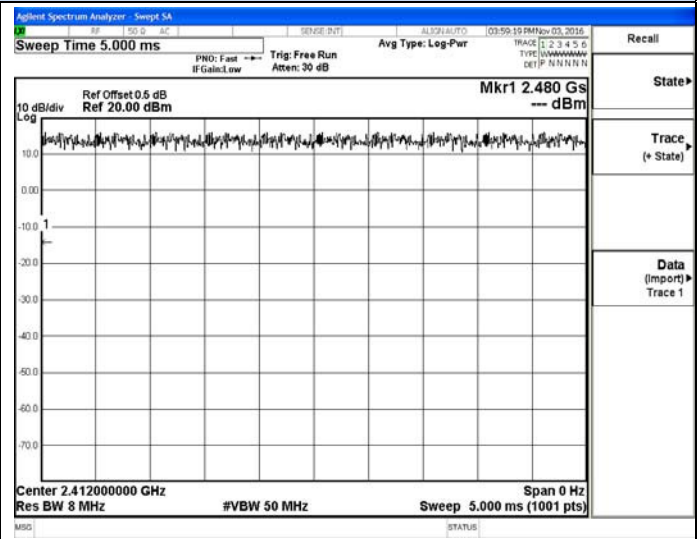 Agilent Spectrum Analyzer - Swept SA
RF 50 Ω AC SENSE:INT ALIGN AUTO 03:59:19 PM Nov 03, 2016
Sweep Time 5.000 ms
PNO: Fast
IFGain:Low
Trig: Free Run
Atten: 30 dB
Avg Type: Log-Pwr
TRACE 1 2 3 4 5 6
TYPE
DET P N N N N N
Recall
Mkr1 2.480 Gs
--- dBm
Ref Offset 0.5 dB
10 dB/div Ref 20.00 dBm
Log
10.0
0.00
-10.0
1
-20.0
-30.0
-40.0
-50.0
-60.0
-70.0
Center 2.412000000 GHz Span 0 Hz
Res BW 8 MHz #VBW 50 MHz Sweep 5.000 ms (1001 pts)
MSG STATUS
State
Trace
(+ State)
Data
(Import)
Trace 1